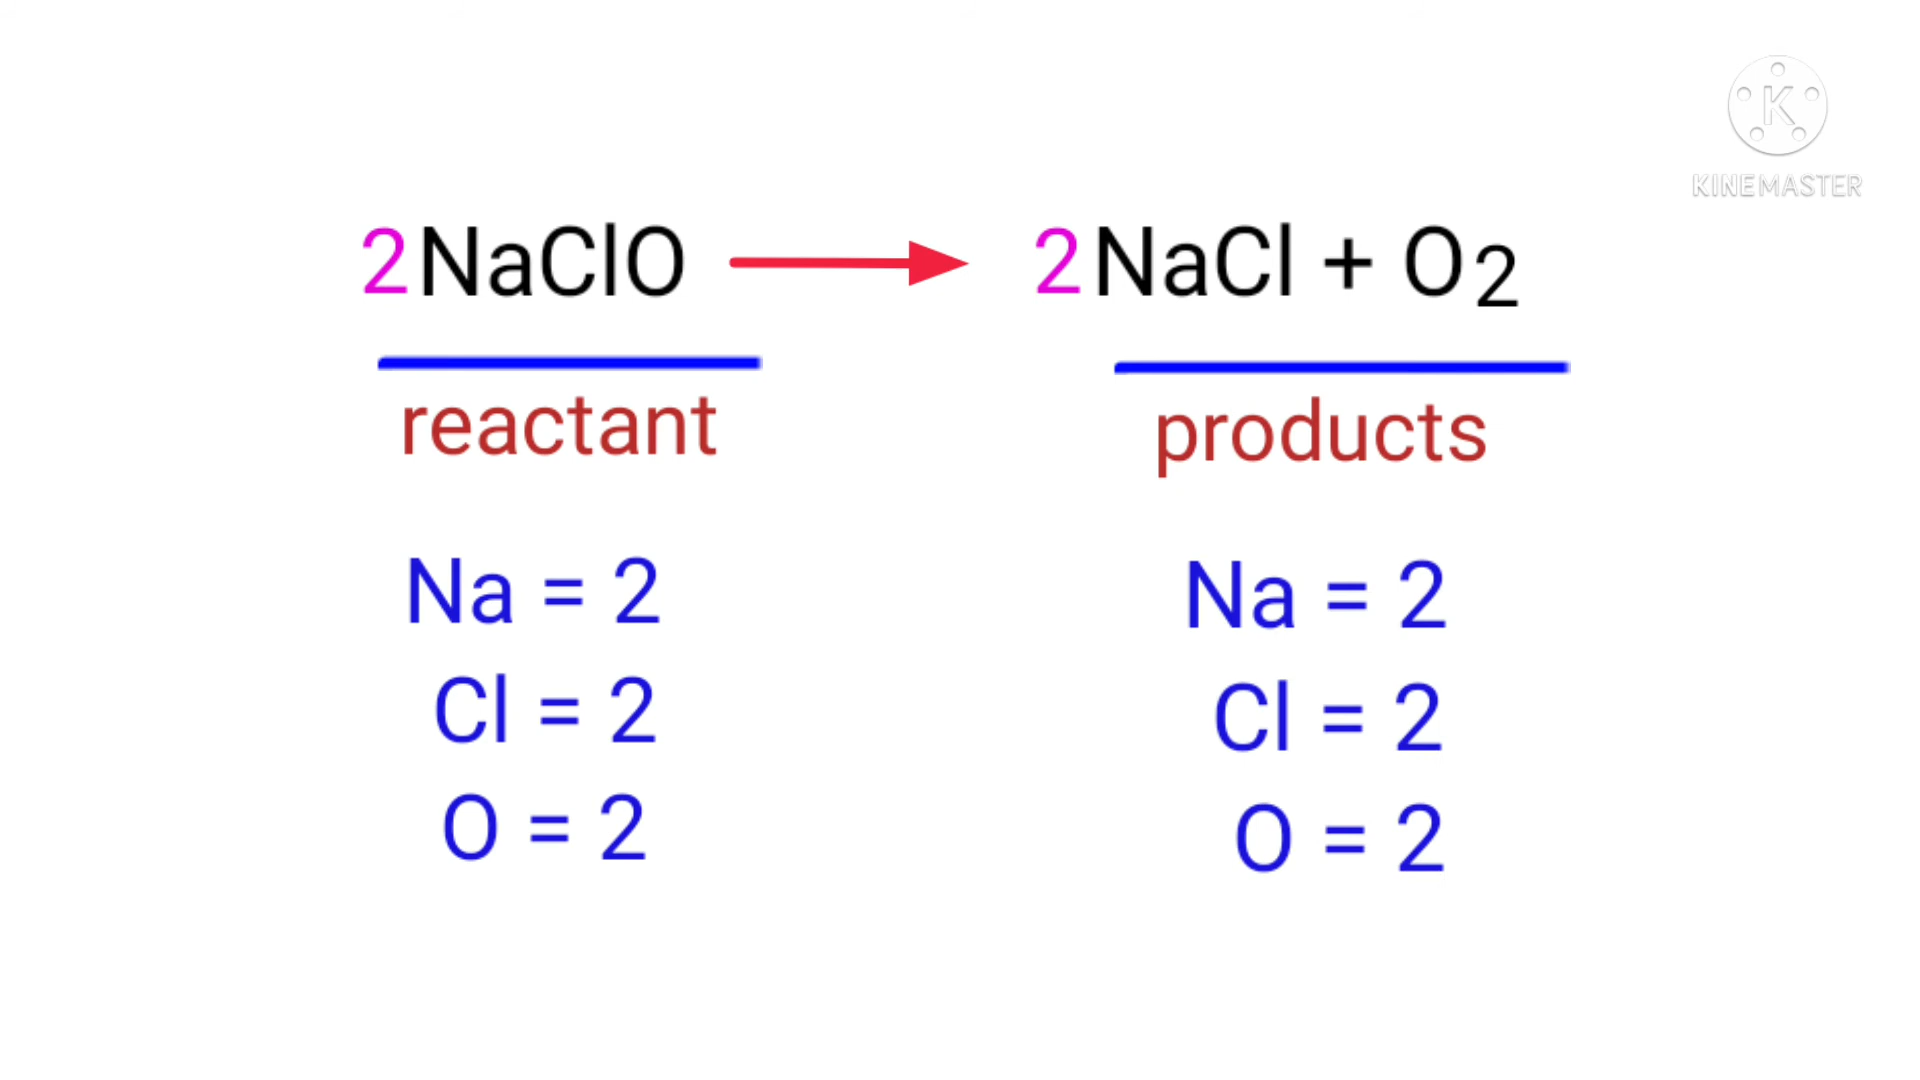 K
KINEMASTER
2NaClO → 2NaCl + O2
reactant
products
Na = 2
Cl = 2
O = 2
Na = 2
Cl = 2
O = 2